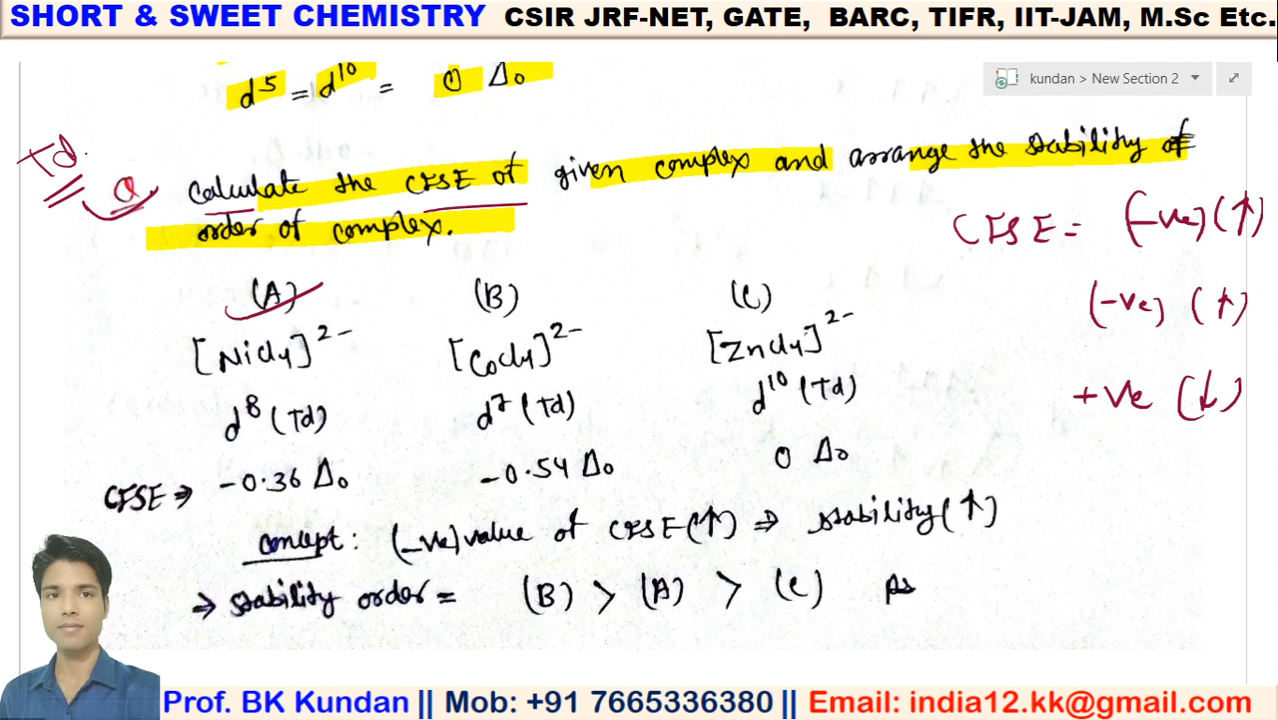 SHORT & SWEET CHEMISTRY CSIR JRF-NET, GATE, BARC, TIFR, IIT-JAM, M.Sc Etc.
d⁵ = d¹⁰ = 0 Δ₀
kundan > New Section 2
Td.
Q. Calculate the CFSE of given complex and arrange the stability of
order of complex.
CFSE = (-ve) (↑)
(-ve) (↑)
+ve (↓)
(A) (B) (C)
[NiCl₄]²⁻ [CoCl₄]²⁻ [ZnCl₄]²⁻
d⁸ (Td) d⁷ (Td) d¹⁰ (Td)
CFSE ⇒ -0.36 Δ₀ -0.54 Δ₀ 0 Δ₀
concept: (-ve) value of CFSE (↑) ⇒ stability (↑)
⇒ stability order = (B) > (A) > (C)
Prof. BK Kundan || Mob: +91 7665336380 || Email: india12.kk@gmail.com